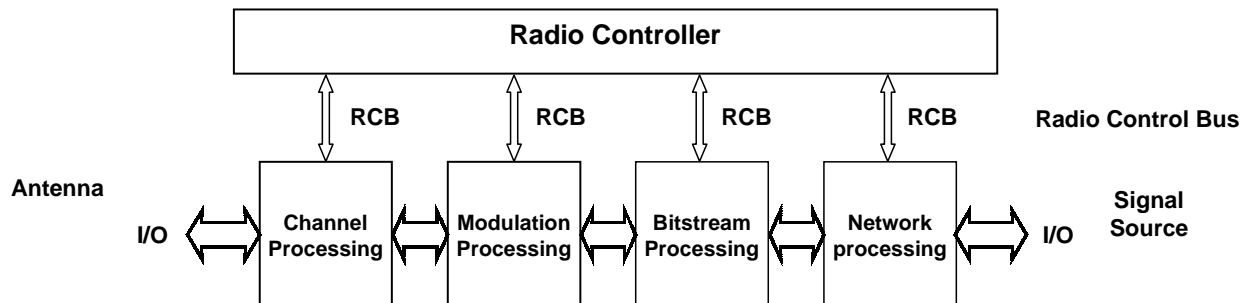 Radio Controller
RCB
RCB
RCB
RCB
Radio Control Bus
Antenna
I/O
Channel
Processing
Modulation
Processing
Bitstream
Processing
Network
processing
I/O
Signal
Source